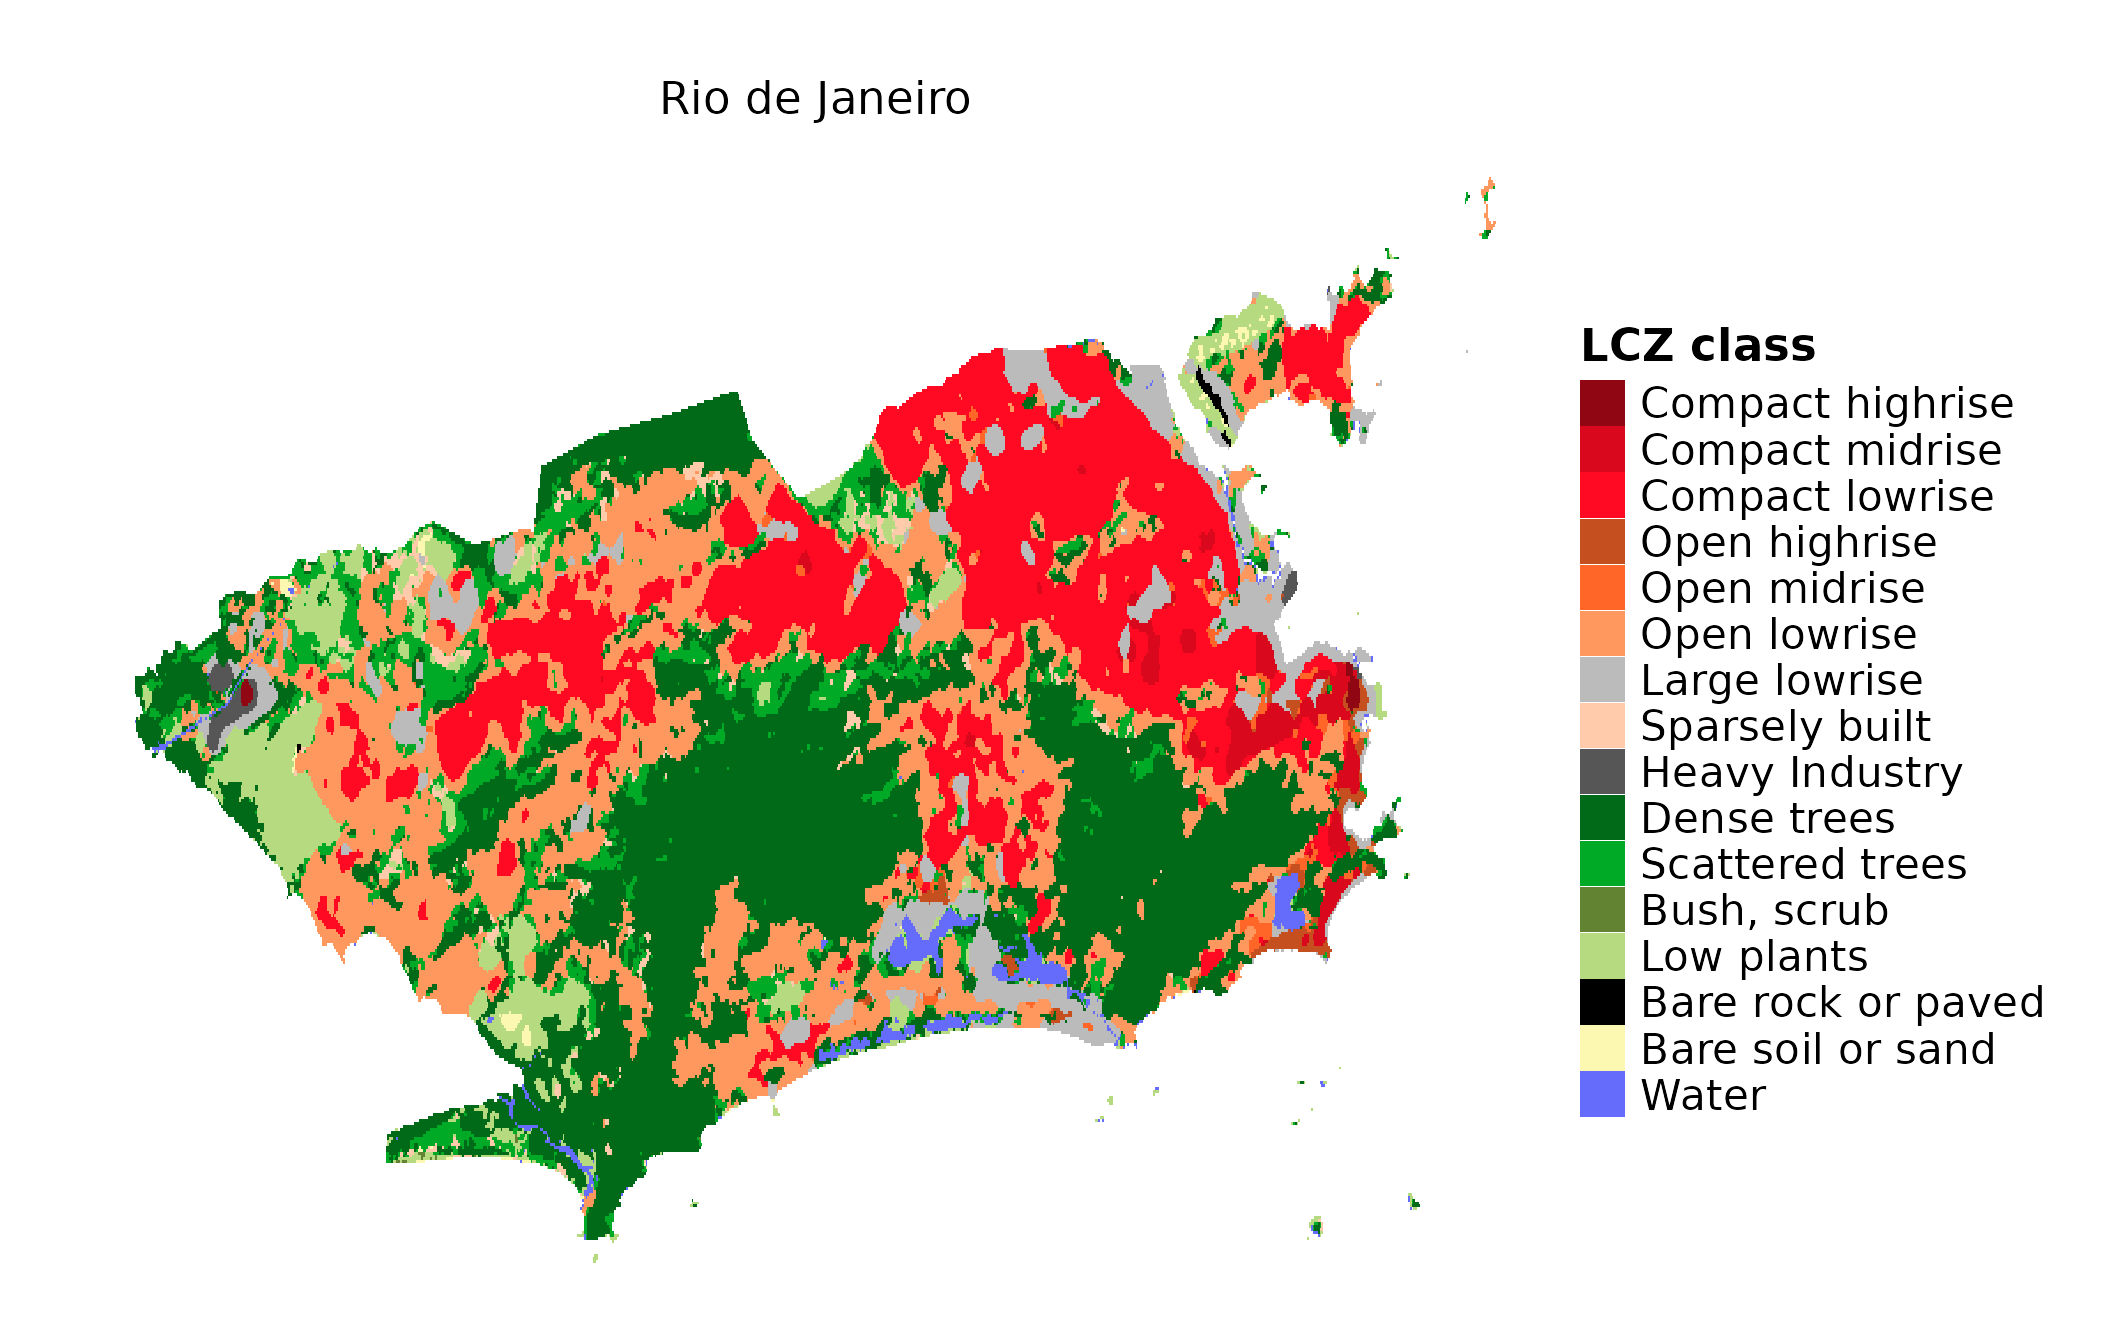 Rio de Janeiro
LCZ class
Compact highrise
Compact midrise
Compact lowrise
Open highrise
Open midrise
Open lowrise
Large lowrise
Sparsely built
Heavy Industry
Dense trees
Scattered trees
Bush, scrub
Low plants
Bare rock or paved
Bare soil or sand
Water